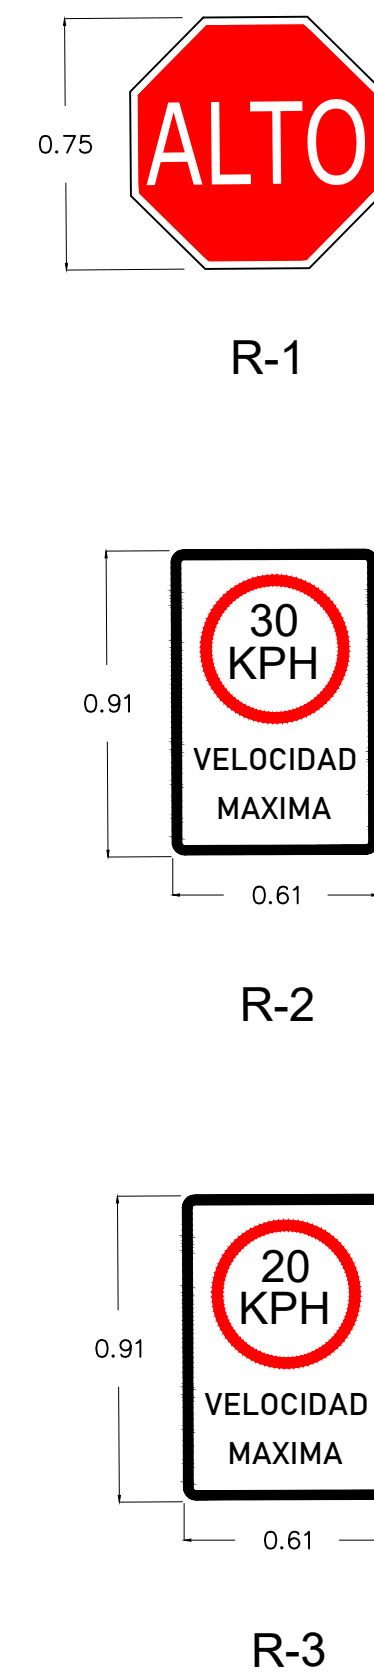 ALTO
0.75
R-1
30
KPH
0.91
VELOCIDAD
MAXIMA
0.61
R-2
20
KPH
0.91
VELOCIDAD
MAXIMA
0.61
R-3